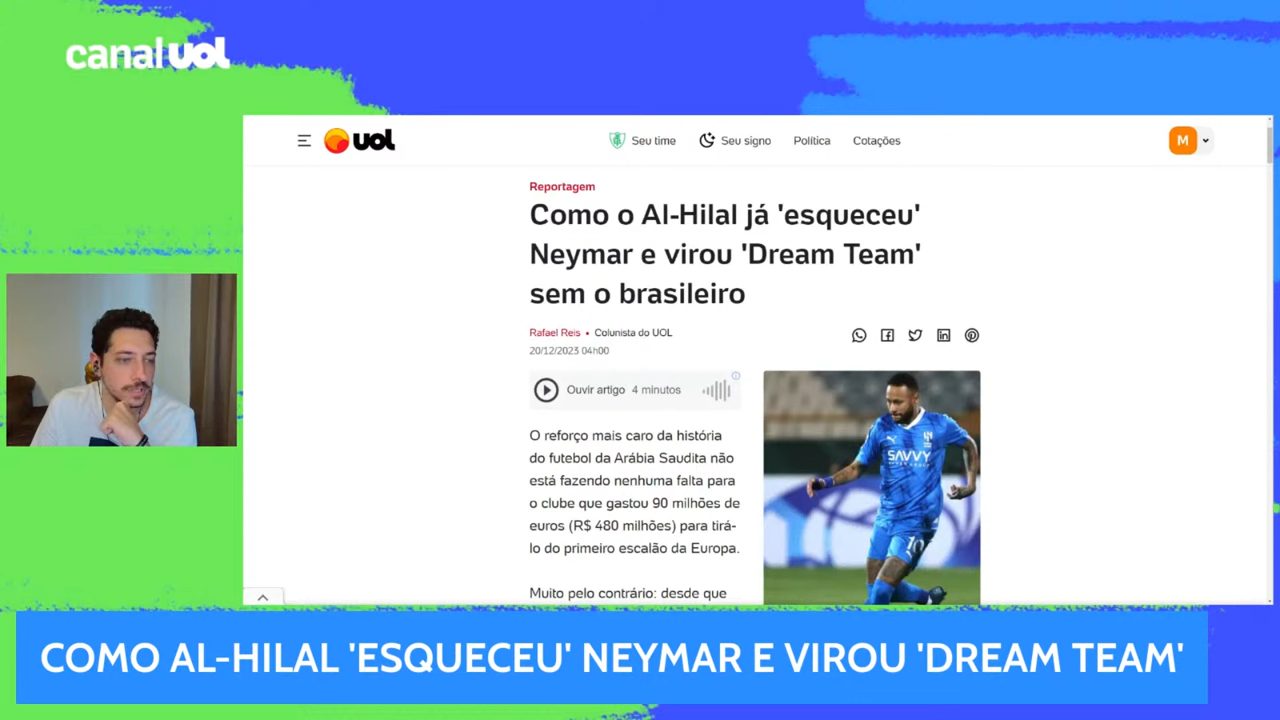 canal uol
uol
Seu time
Seu signo
Política
Cotações
M
Reportagem
Como o Al-Hilal já 'esqueceu'
Neymar e virou 'Dream Team'
sem o brasileiro
Rafael Reis • Colunista do UOL
20/12/2023 04h00
Ouvir artigo 4 minutos
O reforço mais caro da história
do futebol da Arábia Saudita não
está fazendo nenhuma falta para
o clube que gastou 90 milhões de
euros (R$ 480 milhões) para tirá-
lo do primeiro escalão da Europa.
Muito pelo contrário: desde que
SAVVY
10
COMO AL-HILAL 'ESQUECEU' NEYMAR E VIROU 'DREAM TEAM'